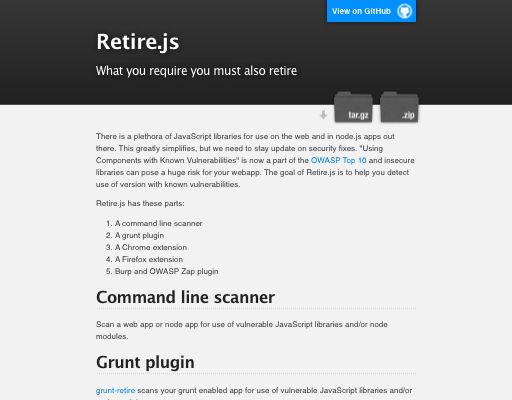 View on GitHub
Retire.js
What you require you must also retire
tar.gz
.zip
There is a plethora of JavaScript libraries for use on the web and in node.js apps out
there. This greatly simplifies, but we need to stay update on security fixes. "Using
Components with Known Vulnerabilities" is now a part of the OWASP Top 10 and insecure
libraries can pose a huge risk for your webapp. The goal of Retire.js is to help you detect
use of version with known vulnerabilities.
Retire.js has these parts:
1. A command line scanner
2. A grunt plugin
3. A Chrome extension
4. A Firefox extension
5. Burp and OWASP Zap plugin
Command line scanner
Scan a web app or node app for use of vulnerable JavaScript libraries and/or node
modules.
Grunt plugin
grunt-retire scans your grunt enabled app for use of vulnerable JavaScript libraries and/or